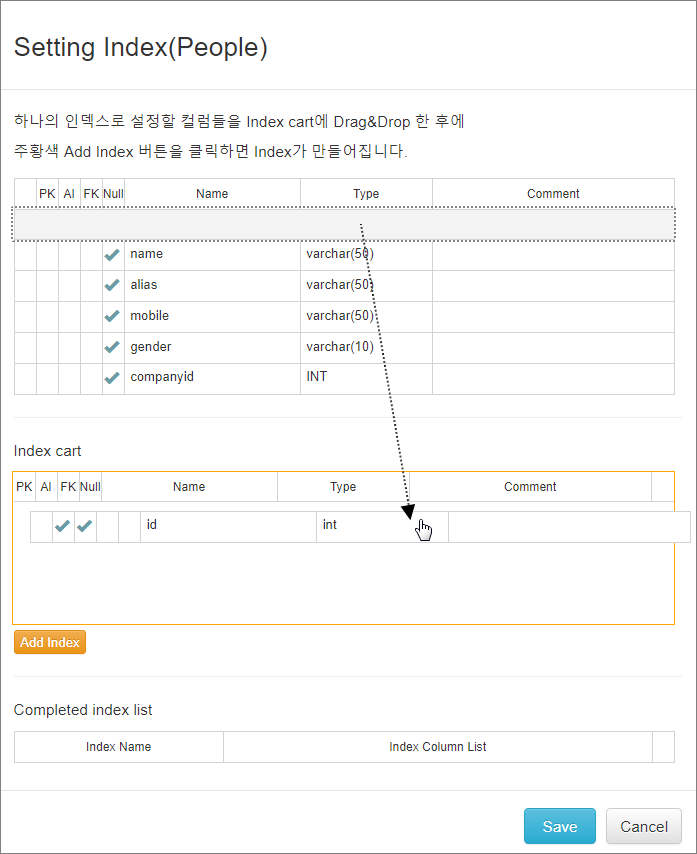 Setting Index(People)
하나의 인덱스로 설정할 컬럼들을 Index cart에 Drag&Drop 한 후에
주황색 Add Index 버튼을 클릭하면 Index가 만들어집니다.
PK AI FK Null Name Type Comment
name varchar(50)
alias varchar(50)
mobile varchar(50)
gender varchar(10)
companyid INT
Index cart
PK AI FK Null Name Type Comment
id int
Add Index
Completed index list
Index Name Index Column List
Save Cancel